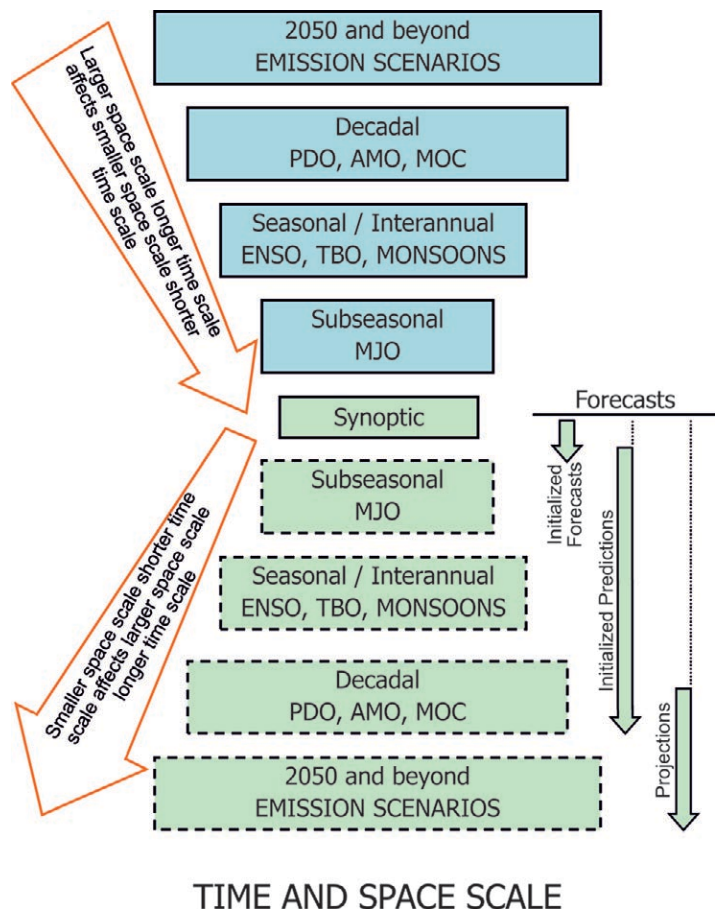 2050 and beyond
EMISSION SCENARIOS
Larger space scale longer time scale
affects smaller space scale shorter
time scale
Decadal
PDO, AMO, MOC
Seasonal / Interannual
ENSO, TBO, MONSOONS
Subseasonal
MJO
Synoptic
Forecasts
Smaller space scale shorter time
scale affects larger space scale
longer time scale
Subseasonal
MJO
Initialized
Forecasts
Seasonal / Interannual
ENSO, TBO, MONSOONS
Initialized Predictions
Decadal
PDO, AMO, MOC
Projections
2050 and beyond
EMISSION SCENARIOS
TIME AND SPACE SCALE